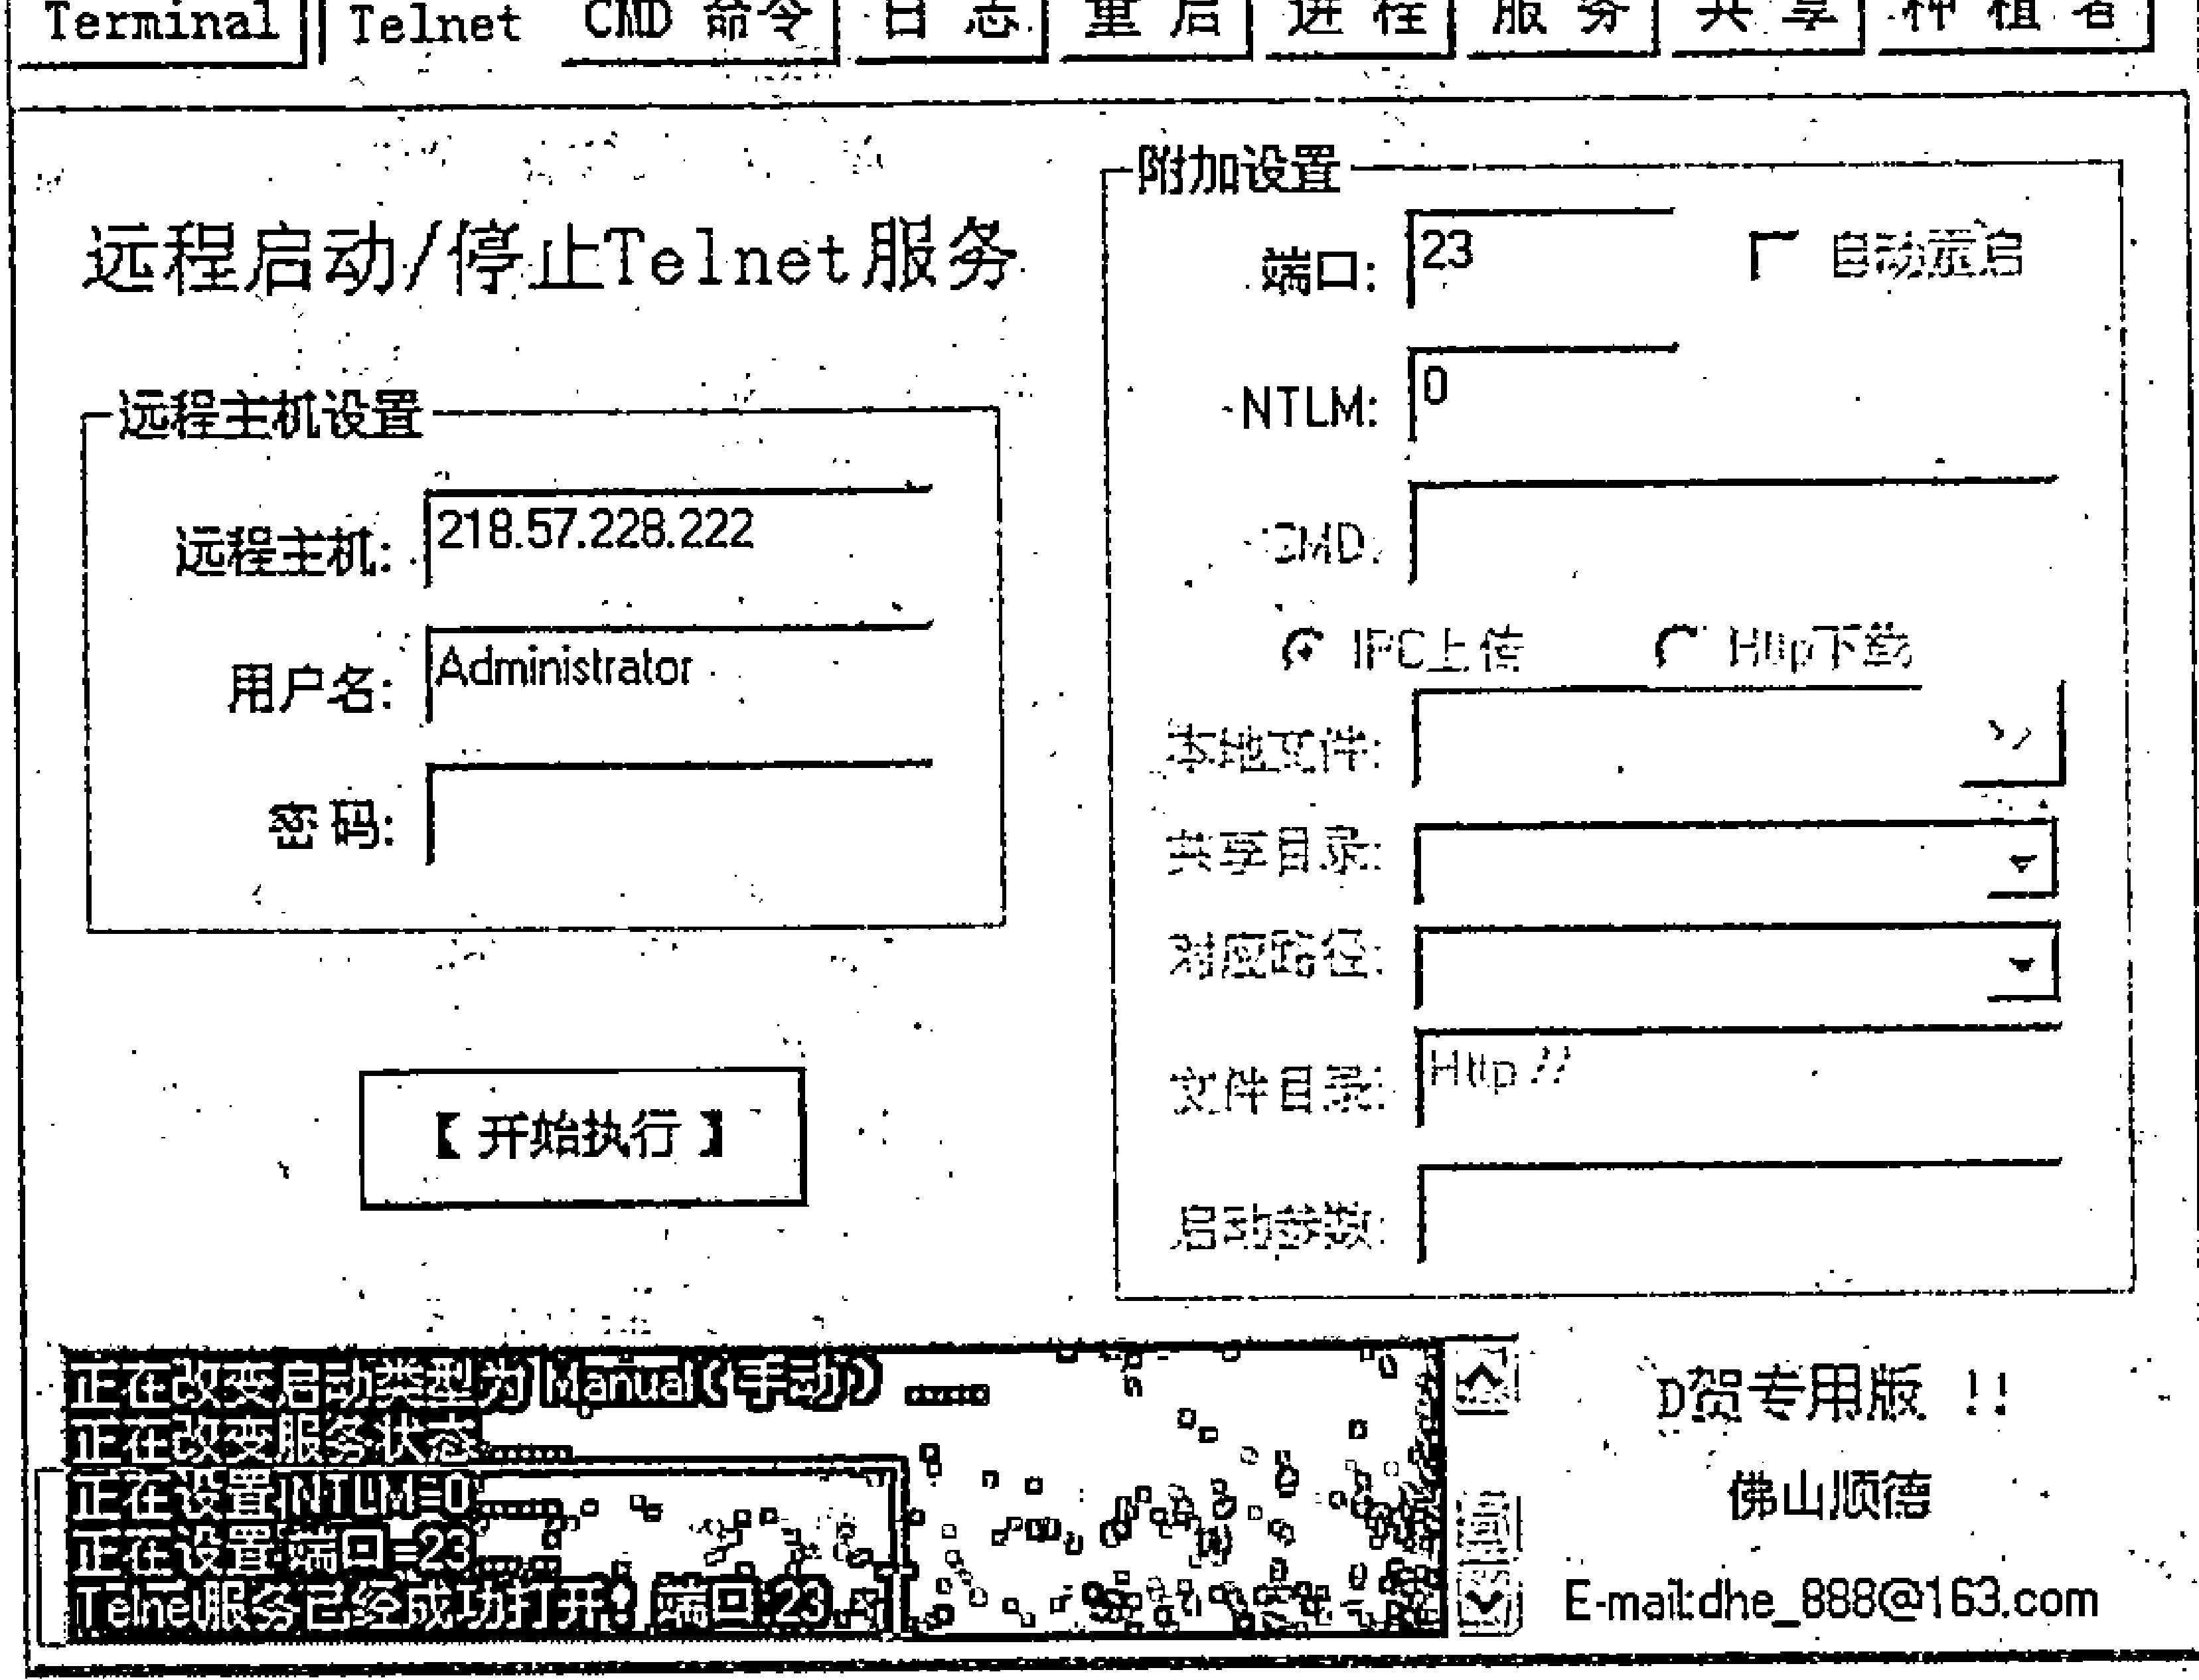 Terminal Telnet CMD 命令 日 志 重 启 进 程 服 务 共 享 种 植 者
远程启动/停止Telnet服务
远程主机设置
远程主机: 218.57.228.222
用户名: Administrator
密码:
【 开始执行 】
附加设置
端口: 23 自动重启
NTLM: 0
CMD:
IPC上传 Http下载
本地文件:
共享目录:
对应路径:
文件目录: Http://
启动参数:
正在改变启动类型为Manual(手动)......
正在改变服务状态......
正在设置NTLM=0......
正在设置端口=23......
Telnet服务已经成功打开! 端口:23
D贺专用版 !!
佛山顺德
E-mail:dhe_888@163.com